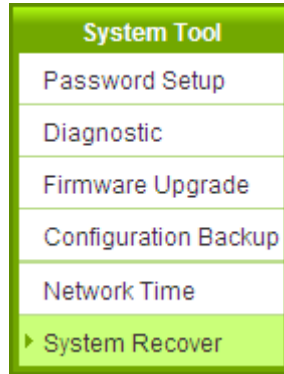 System Tool
Password Setup
Diagnostic
Firmware Upgrade
Configuration Backup
Network Time
System Recover